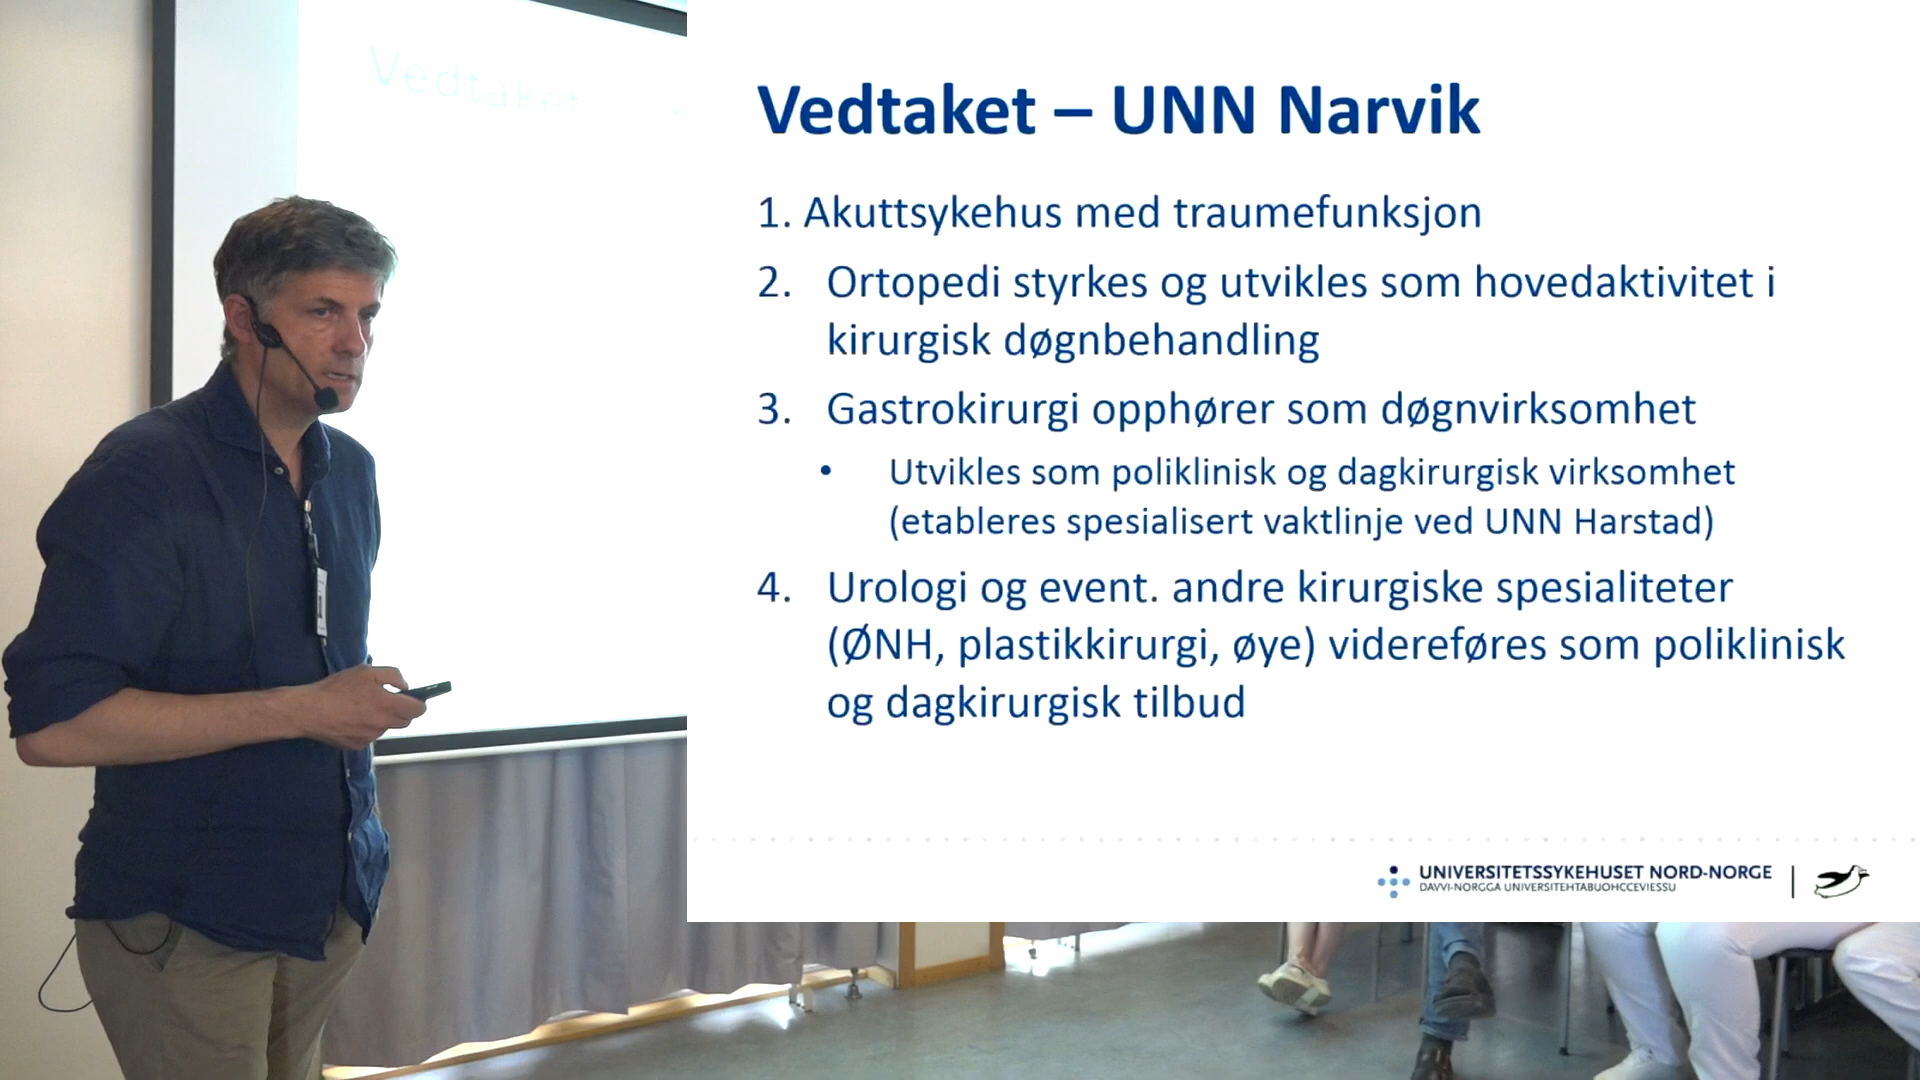 Vedtaket
Vedtaket – UNN Narvik
1. Akuttsykehus med traumefunksjon
2. Ortopedi styrkes og utvikles som hovedaktivitet i
kirurgisk døgnbehandling
3. Gastrokirurgi opphører som døgnvirksomhet
• Utvikles som poliklinisk og dagkirurgisk virksomhet
(etableres spesialisert vaktlinje ved UNN Harstad)
4. Urologi og event. andre kirurgiske spesialiteter
(ØNH, plastikkirurgi, øye) videreføres som poliklinisk
og dagkirurgisk tilbud
UNIVERSITETSSYKEHUSET NORD-NORGE
DAVVI-NORGGA UNIVERSITEHTABUOHCCEVIESSU